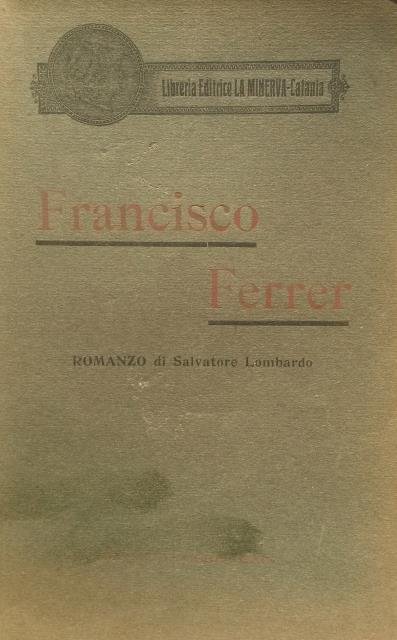 Libreria Editrice LA MINERVA-Catania
Francisco
Ferrer
ROMANZO di Salvatore Lombardo